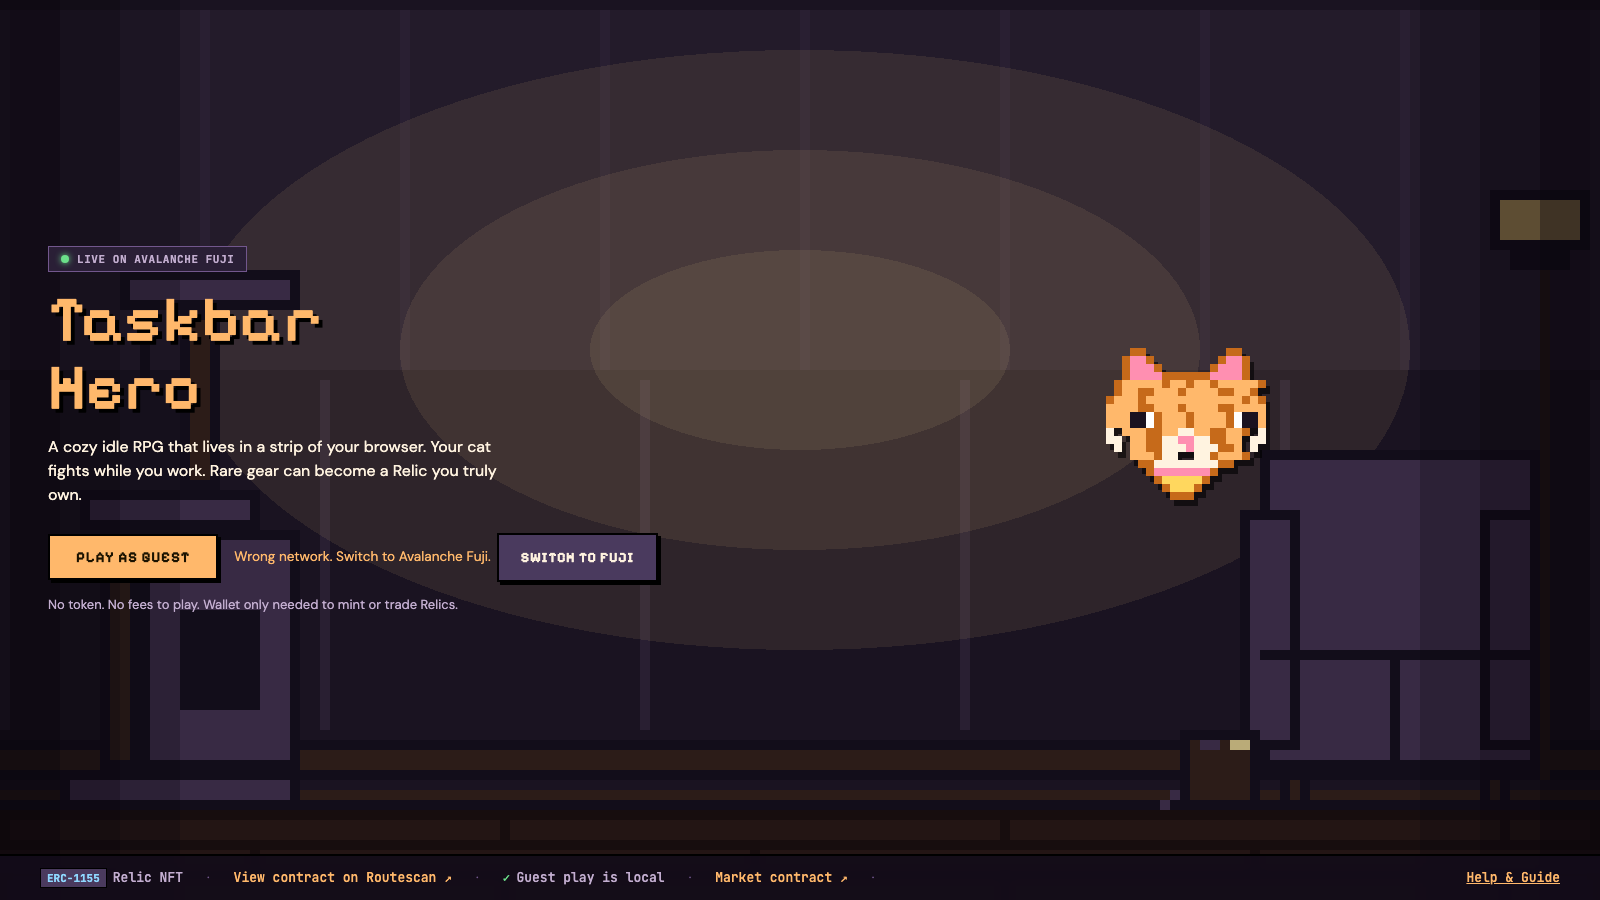 LIVE ON AVALANCHE FUJI
Taskbar
Hero
A cozy idle RPG that lives in a strip of your browser. Your cat
fights while you work. Rare gear can become a Relic you truly
own.
PLAY AS GUEST
Wrong network. Switch to Avalanche Fuji.
SWITCH TO FUJI
No token. No fees to play. Wallet only needed to mint or trade Relics.
ERC-1155 Relic NFT · View contract on Routescan ↗ · ✓ Guest play is local · Market contract ↗ · Help & Guide